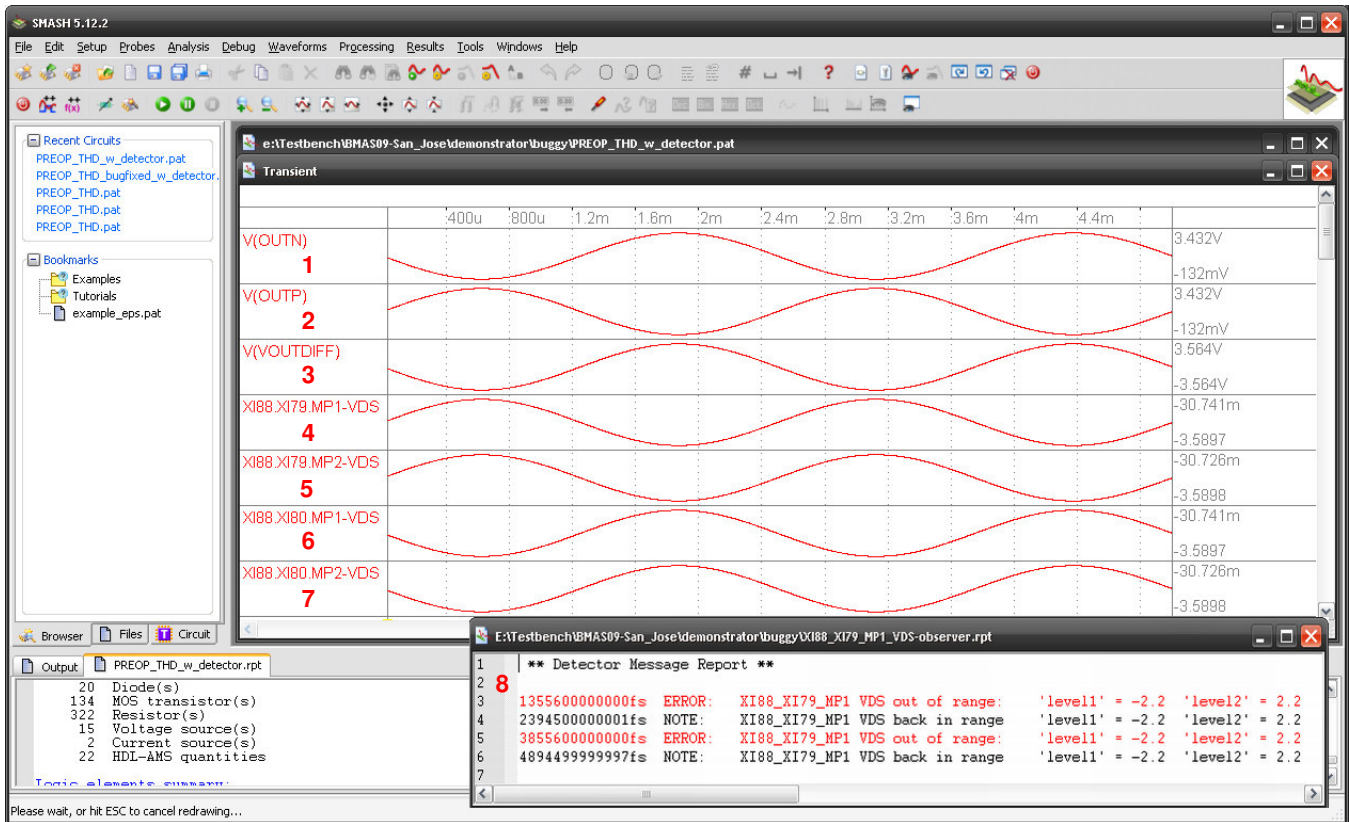 SMASH 5.12.2
File Edit Setup Probes Analysis Debug Waveforms Processing Results Tools Windows Help
Recent Circuits
PREOP_THD_w_detector.pat
PREOP_THD_bugfixed_w_detector.
PREOP_THD.pat
PREOP_THD.pat
PREOP_THD.pat
Bookmarks
Examples
Tutorials
example_eps.pat
Browser Files Circuit
e:\Testbench\BMAS09-San_Jose\demonstrator\buggy\PREOP_THD_w_detector.pat
Transient
400u 800u 1.2m 1.6m 2m 2.4m 2.8m 3.2m 3.6m 4m 4.4m
V(OUTN) 3.432V
1
-132mV
V(OUTP) 3.432V
2
-132mV
V(VOUTDIFF) 3.564V
3
-3.564V
XI88.XI79.MP1-VDS -30.741m
4
-3.5897
XI88.XI79.MP2-VDS -30.726m
5
-3.5898
XI88.XI80.MP1-VDS -30.741m
6
-3.5897
XI88.XI80.MP2-VDS -30.726m
7
-3.5898
Output PREOP_THD_w_detector.rpt
20 Diode(s)
134 MOS transistor(s)
322 Resistor(s)
15 Voltage source(s)
2 Current source(s)
22 HDL-AMS quantities
Logic elements summary:
E:\Testbench\BMAS09-San_Jose\demonstrator\buggy\XI88_XI79_MP1_VDS-observer.rpt
1 ** Detector Message Report **
2
8
3 1355600000000fs ERROR: XI88_XI79_MP1 VDS out of range: 'level1' = -2.2 'level2' = 2.2
4 2394500000001fs NOTE: XI88_XI79_MP1 VDS back in range 'level1' = -2.2 'level2' = 2.2
5 3855600000000fs ERROR: XI88_XI79_MP1 VDS out of range: 'level1' = -2.2 'level2' = 2.2
6 4894499999997fs NOTE: XI88_XI79_MP1 VDS back in range 'level1' = -2.2 'level2' = 2.2
7
Please wait, or hit ESC to cancel redrawing...